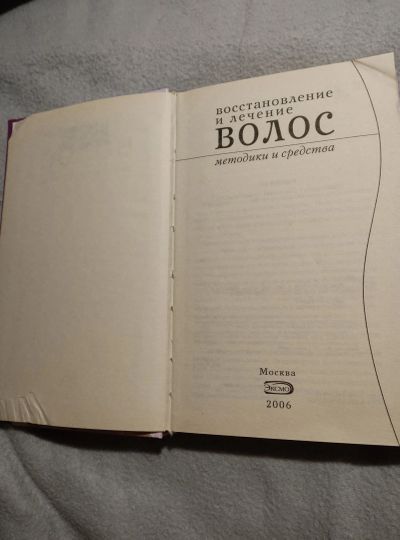 восстановление
и лечение
ВОЛОС
методики и средства
Москва
ЭКСМО
2006